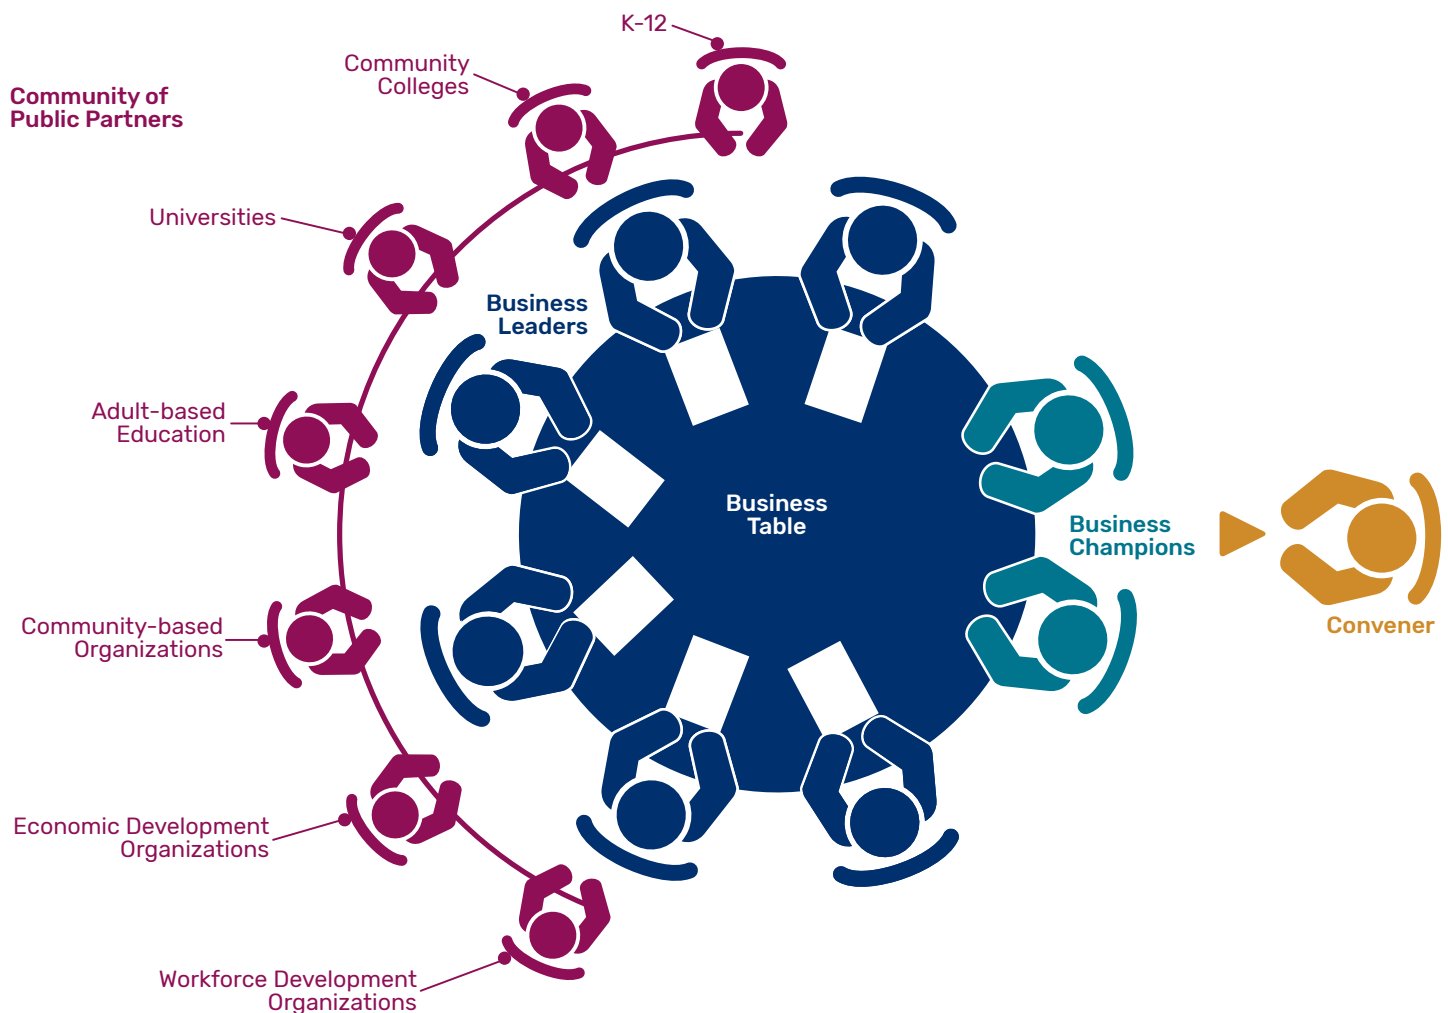 K-12
Community
Colleges
Community of
Public Partners
Universities
Business
Leaders
Adult-based
Education
Business
Table
Business
Champions
Convener
Community-based
Organizations
Economic Development
Organizations
Workforce Development
Organizations